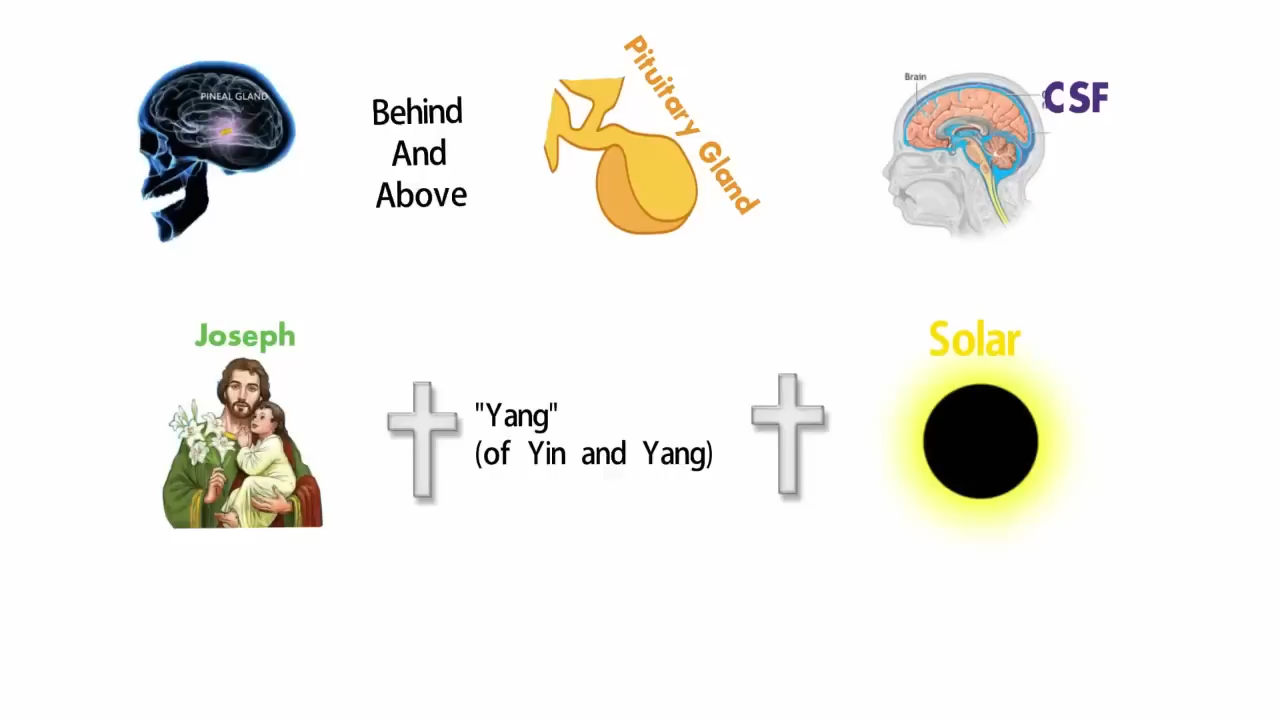 PINEAL GLAND
Behind
And
Above
Pituitary Gland
Brain
CSF
Joseph
"Yang"
(of Yin and Yang)
Solar